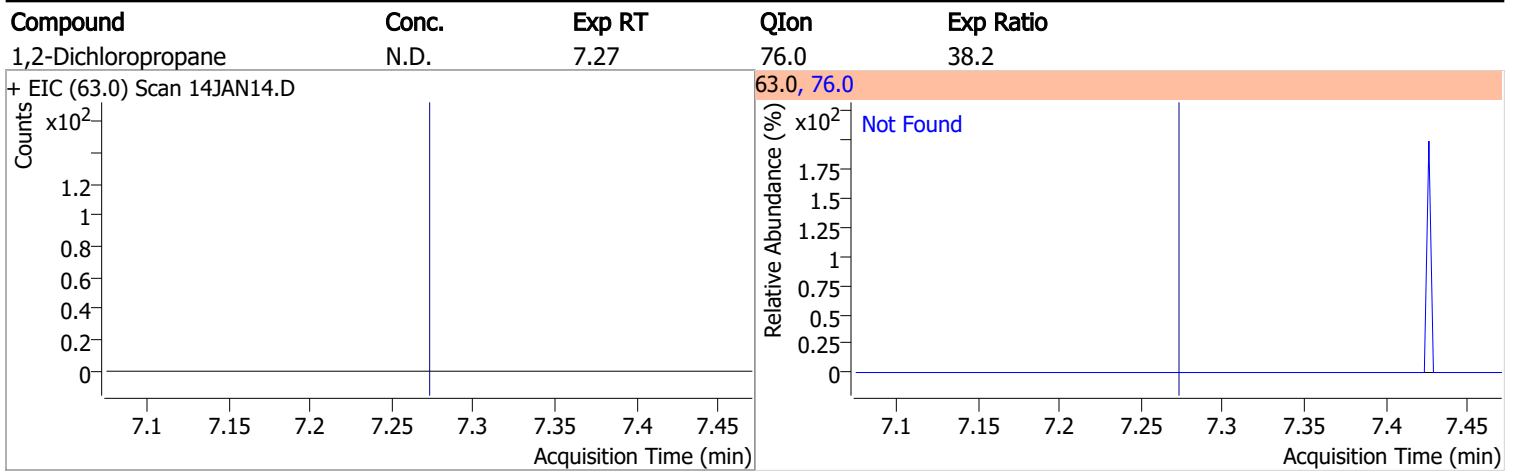 Compound Conc. Exp RT QIon Exp Ratio
1,2-Dichloropropane N.D. 7.27 76.0 38.2
+ EIC (63.0) Scan 14JAN14.D
Counts
x10²
1.2
1
0.8
0.6
0.4
0.2
0
7.1 7.15 7.2 7.25 7.3 7.35 7.4 7.45
Acquisition Time (min)
63.0, 76.0
Relative Abundance (%)
x10²
Not Found
1.75
1.5
1.25
1
0.75
0.5
0.25
0
7.1 7.15 7.2 7.25 7.3 7.35 7.4 7.45
Acquisition Time (min)